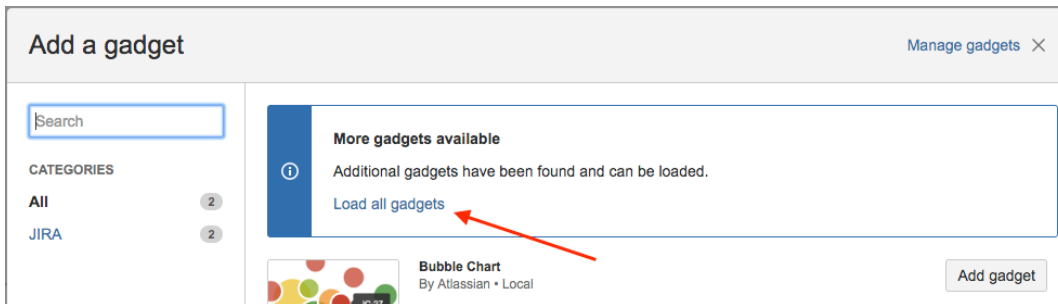 Add a gadget
Manage gadgets
Search
CATEGORIES
All 2
JIRA 2
More gadgets available
Additional gadgets have been found and can be loaded.
Load all gadgets
Bubble Chart
By Atlassian • Local
Add gadget